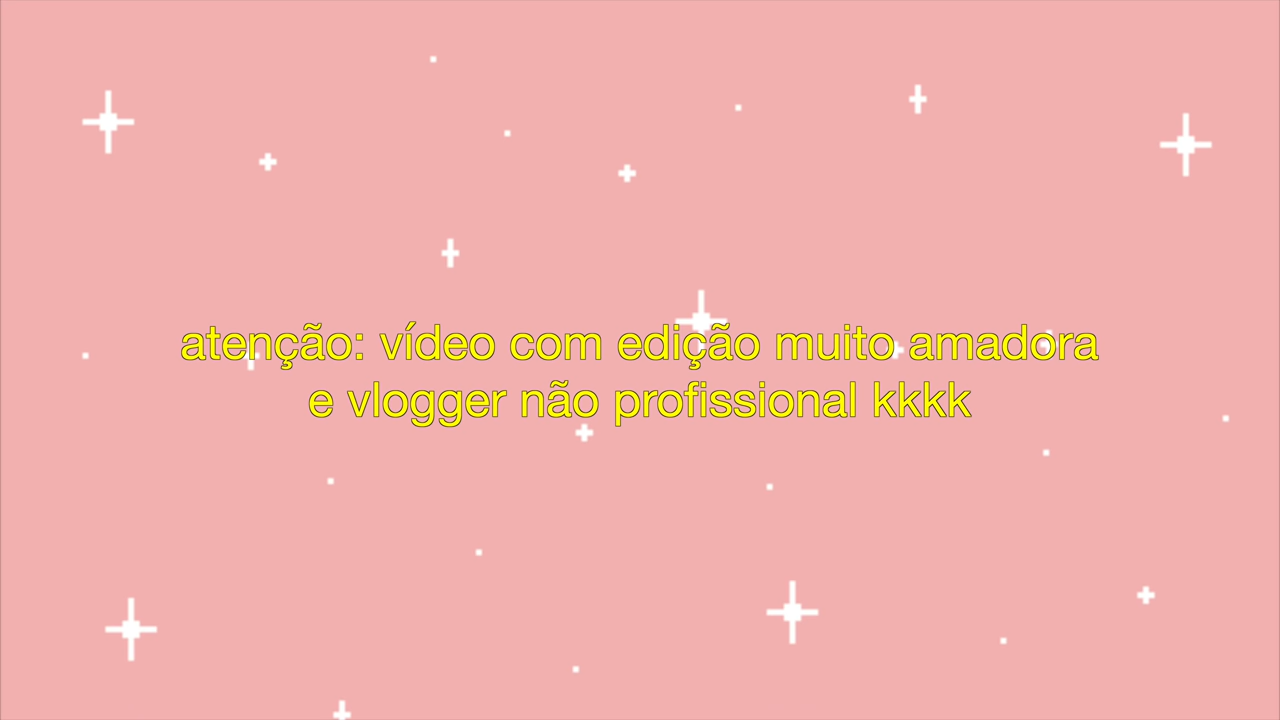 atenção: vídeo com edição muito amadora
e vlogger não profissional kkkk